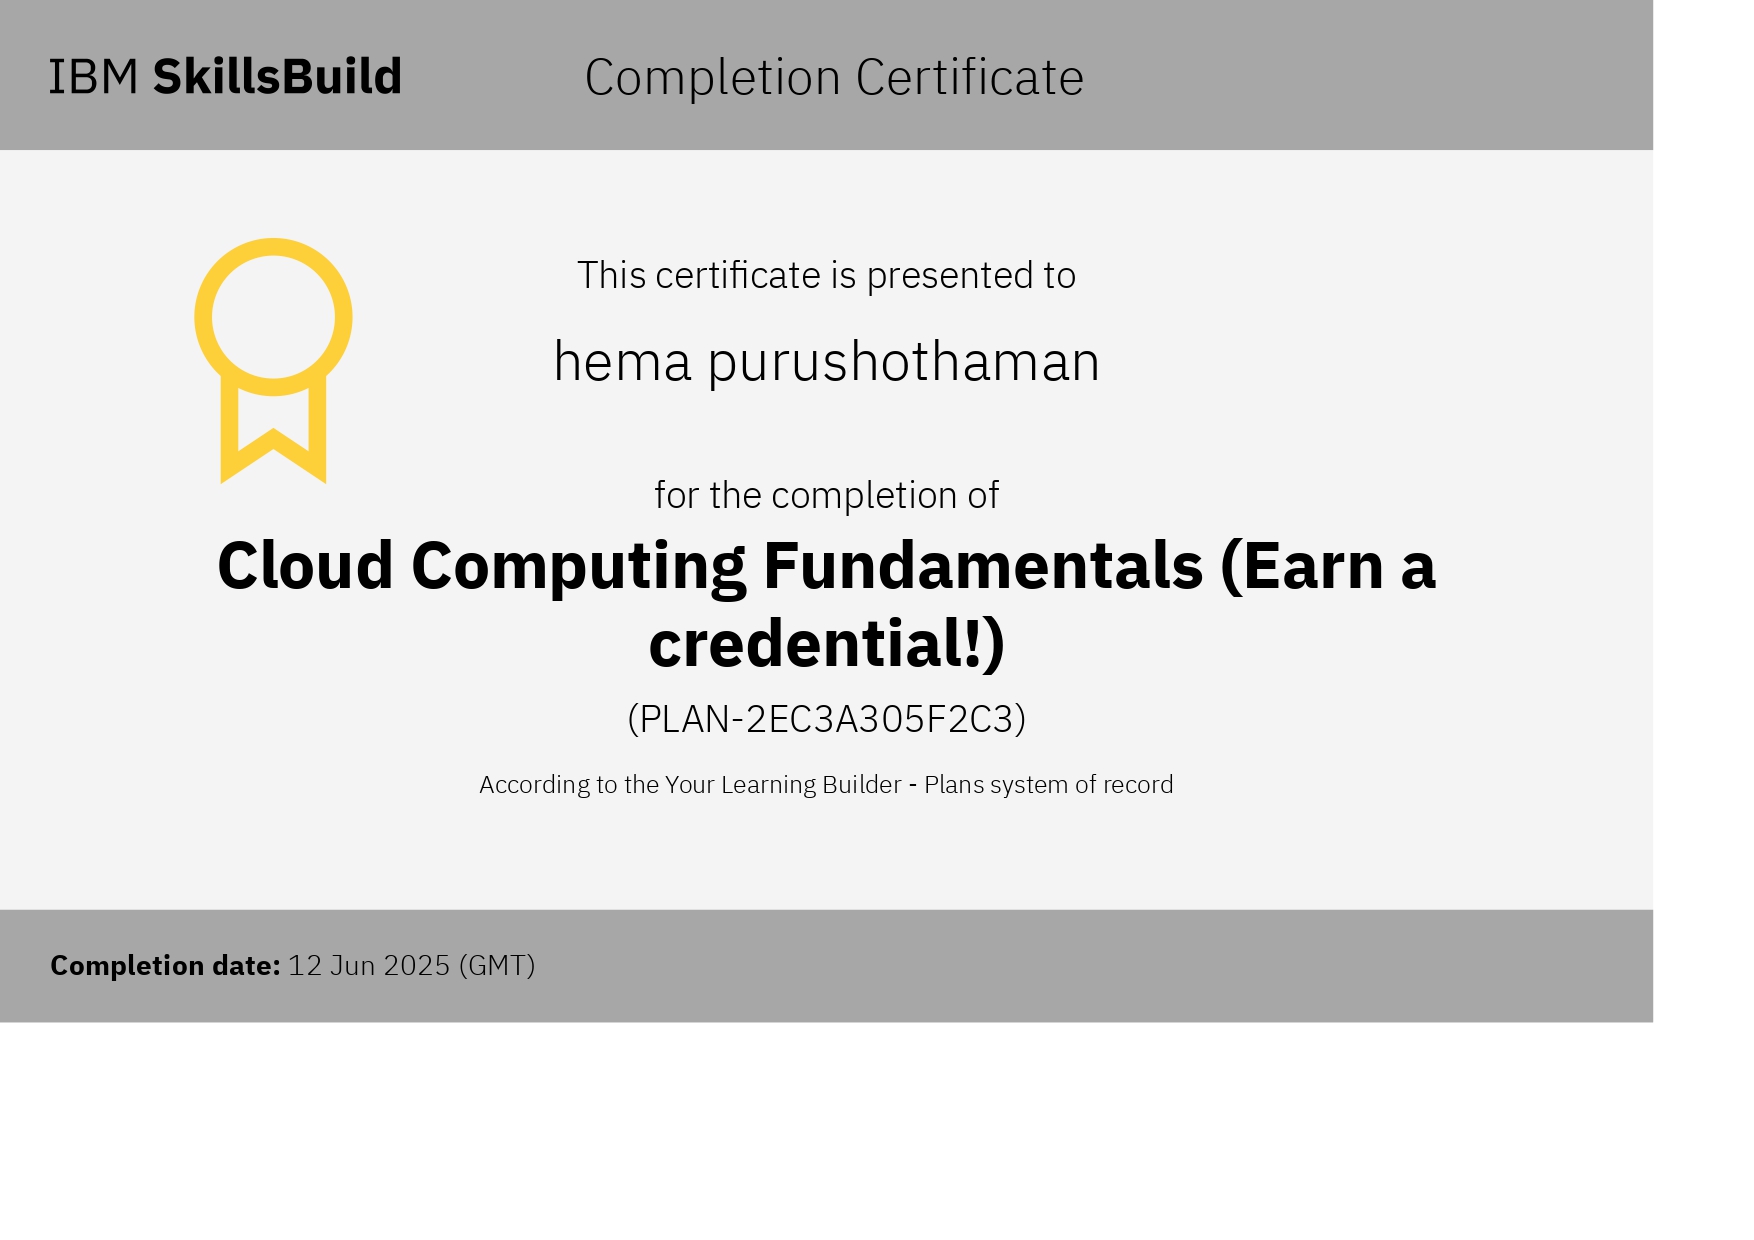 IBM SkillsBuild
Completion Certificate
This certificate is presented to
hema purushothaman
for the completion of
Cloud Computing Fundamentals (Earn a
credential!)
(PLAN-2EC3A305F2C3)
According to the Your Learning Builder - Plans system of record
Completion date: 12 Jun 2025 (GMT)